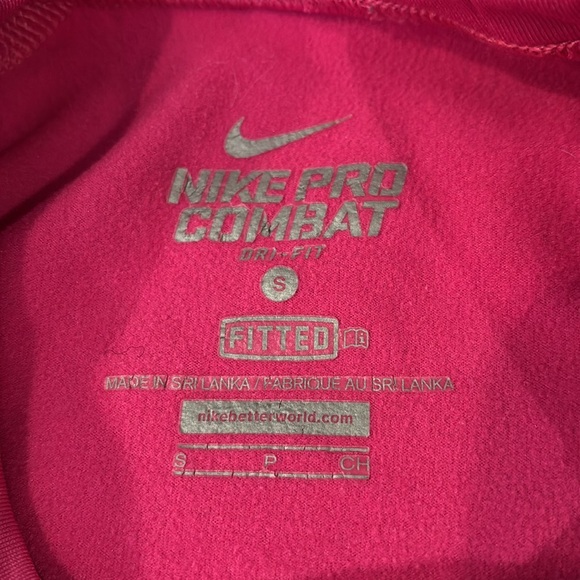 NIKE PRO
COMBAT
DRI-FIT
S
FITTED
MADE IN SRI LANKA / FABRIQUE AU SRI LANKA
nikebetterworld.com
S P CH